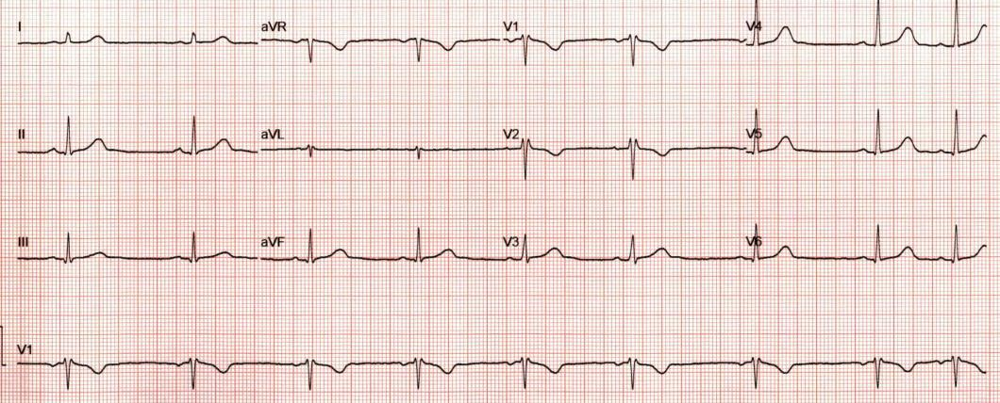 I aVR V1 V4
II aVL V2 V5
III aVF V3 V6
V1